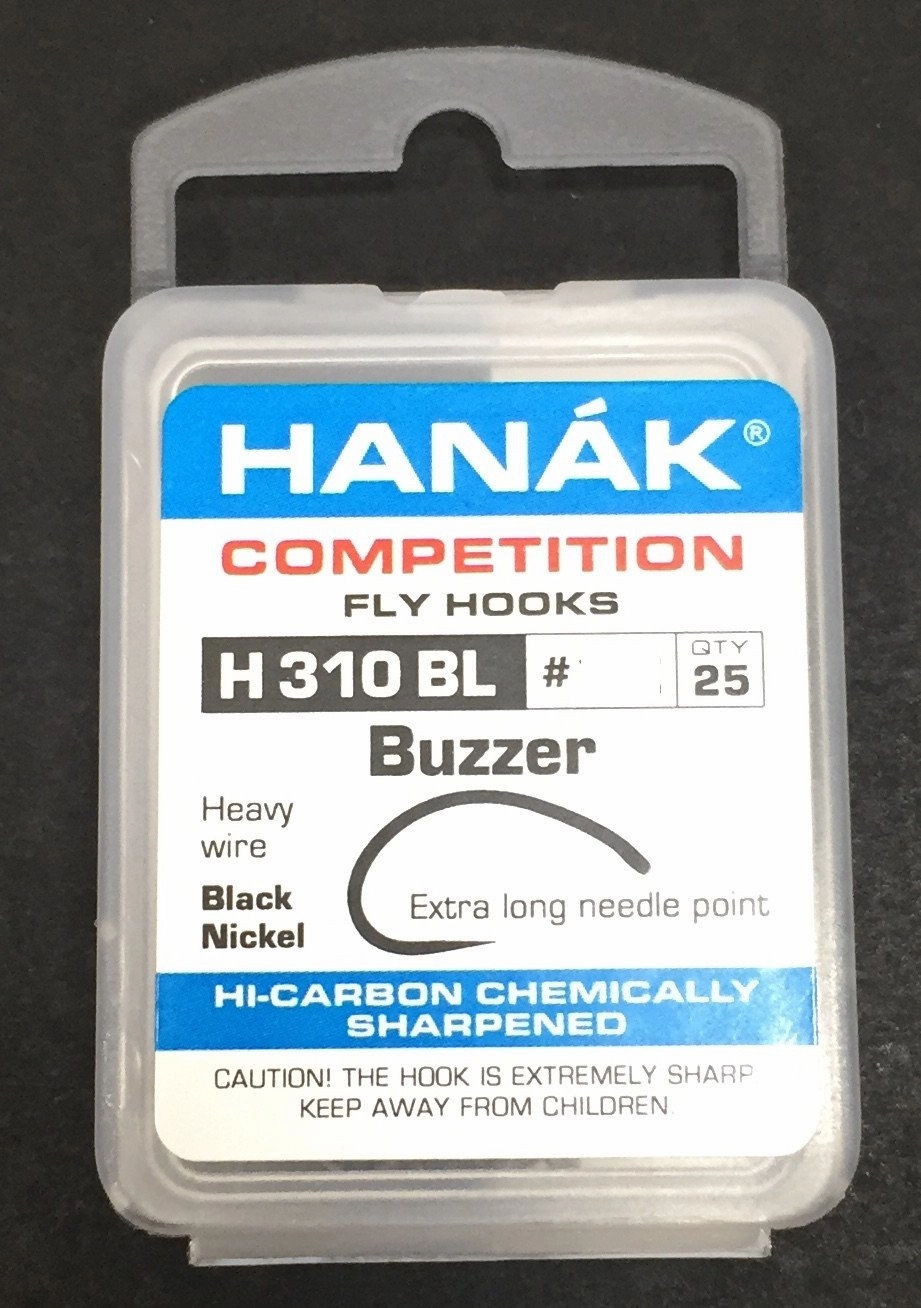 HANÁK®
COMPETITION
FLY HOOKS
H 310 BL # QTY 25
Buzzer
Heavy
wire
Black
Nickel
Extra long needle point
HI-CARBON CHEMICALLY
SHARPENED
CAUTION! THE HOOK IS EXTREMELY SHARP
KEEP AWAY FROM CHILDREN.